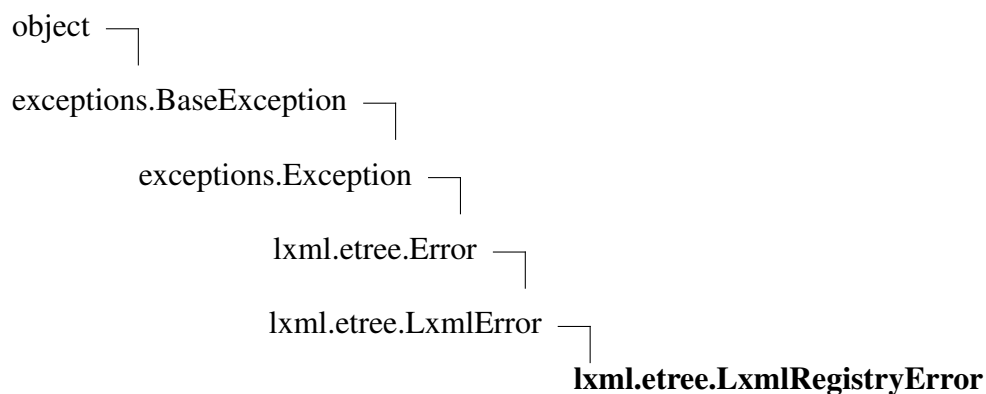 object
exceptions.BaseException
exceptions.Exception
lxml.etree.Error
lxml.etree.LxmlError
lxml.etree.LxmlRegistryError